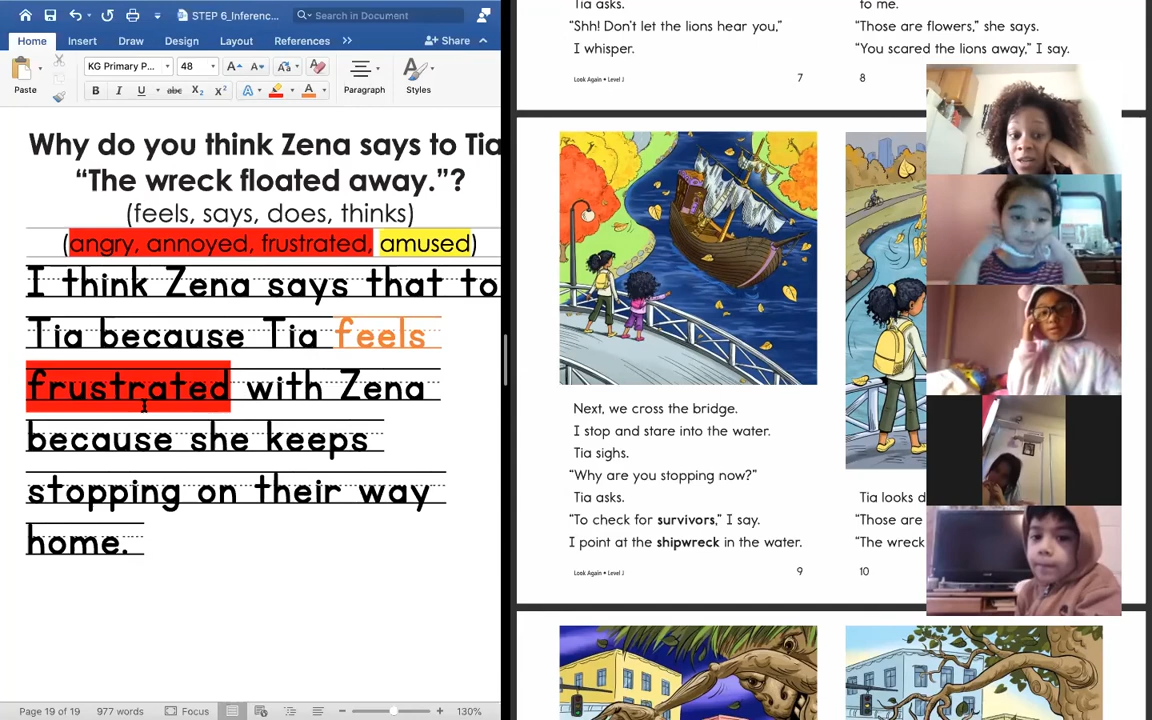 STEP 6_Inferenc...
Search in Document
Home
Insert
Draw
Design
Layout
References
Share
Paste
KG Primary P...
48
B I U abc X2 X2
A
Paragraph
Styles
Why do you think Zena says to Tia
“The wreck floated away.”?
(feels, says, does, thinks)
(angry, annoyed, frustrated, amused)
I think Zena says that to
Tia because Tia feels
frustrated with Zena
because she keeps
stopping on their way
home.
Page 19 of 19
977 words
Focus
130%
Tia asks.
“Shh! Don’t let the lions hear you,”
I whisper.
Look Again • Level J
7
to me.
“Those are flowers,” she says.
“You scared the lions away,” I say.
8
Next, we cross the bridge.
I stop and stare into the water.
Tia sighs.
“Why are you stopping now?”
Tia asks.
“To check for survivors,” I say.
I point at the shipwreck in the water.
Look Again • Level J
9
Tia looks
“Those are
“The wreck
10